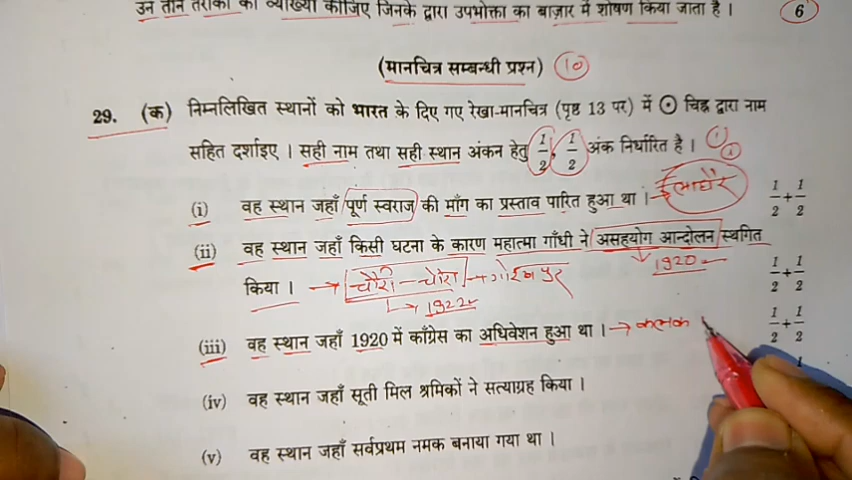 उन तीन तरीकों की व्याख्या कीजिए जिनके द्वारा उपभोक्ता का बाज़ार में शोषण किया जाता है। 6
(मानचित्र सम्बन्धी प्रश्न) 10
29. (क) निम्नलिखित स्थानों को भारत के दिए गए रेखा-मानचित्र (पृष्ठ 13 पर) में ⊙ चिह्न द्वारा नाम
सहित दर्शाइए। सही नाम तथा सही स्थान अंकन हेतु 1/2, 1/2 अंक निर्धारित है।
(i) वह स्थान जहाँ पूर्ण स्वराज की माँग का प्रस्ताव पारित हुआ था। → लाहौर 1/2+1/2
(ii) वह स्थान जहाँ किसी घटना के कारण महात्मा गाँधी ने असहयोग आन्दोलन स्थगित
किया। → चौरी-चौरा → गोरखपुर 1920 1/2+1/2
→ 1922
(iii) वह स्थान जहाँ 1920 में काँग्रेस का अधिवेशन हुआ था। → कलक 1/2+1/2
(iv) वह स्थान जहाँ सूती मिल श्रमिकों ने सत्याग्रह किया। 1
(v) वह स्थान जहाँ सर्वप्रथम नमक बनाया गया था।